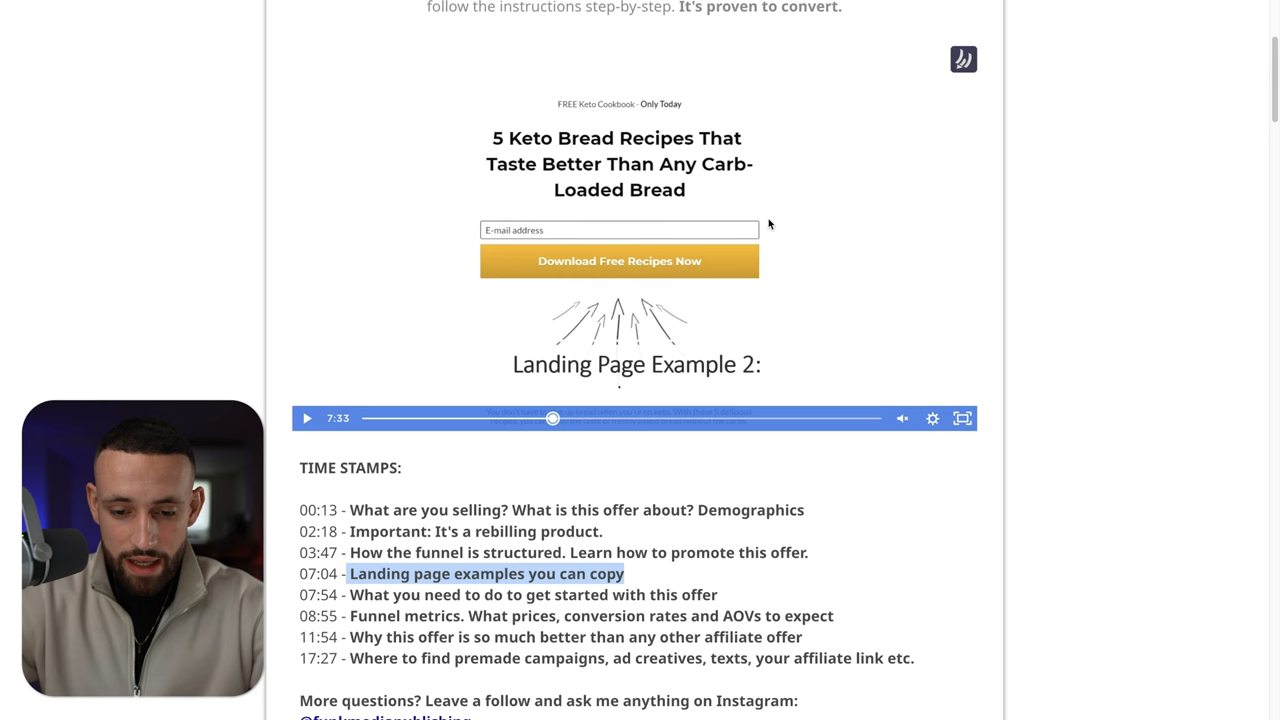 follow the instructions step-by-step. It's proven to convert.
FREE Keto Cookbook - Only Today
5 Keto Bread Recipes That
Taste Better Than Any Carb-
Loaded Bread
E-mail address
Download Free Recipes Now
Landing Page Example 2:
7:33
TIME STAMPS:
00:13 - What are you selling? What is this offer about? Demographics
02:18 - Important: It's a rebilling product.
03:47 - How the funnel is structured. Learn how to promote this offer.
07:04 - Landing page examples you can copy
07:54 - What you need to do to get started with this offer
08:55 - Funnel metrics. What prices, conversion rates and AOVs to expect
11:54 - Why this offer is so much better than any other affiliate offer
17:27 - Where to find premade campaigns, ad creatives, texts, your affiliate link etc.
More questions? Leave a follow and ask me anything on Instagram:
@funkmediapublishing